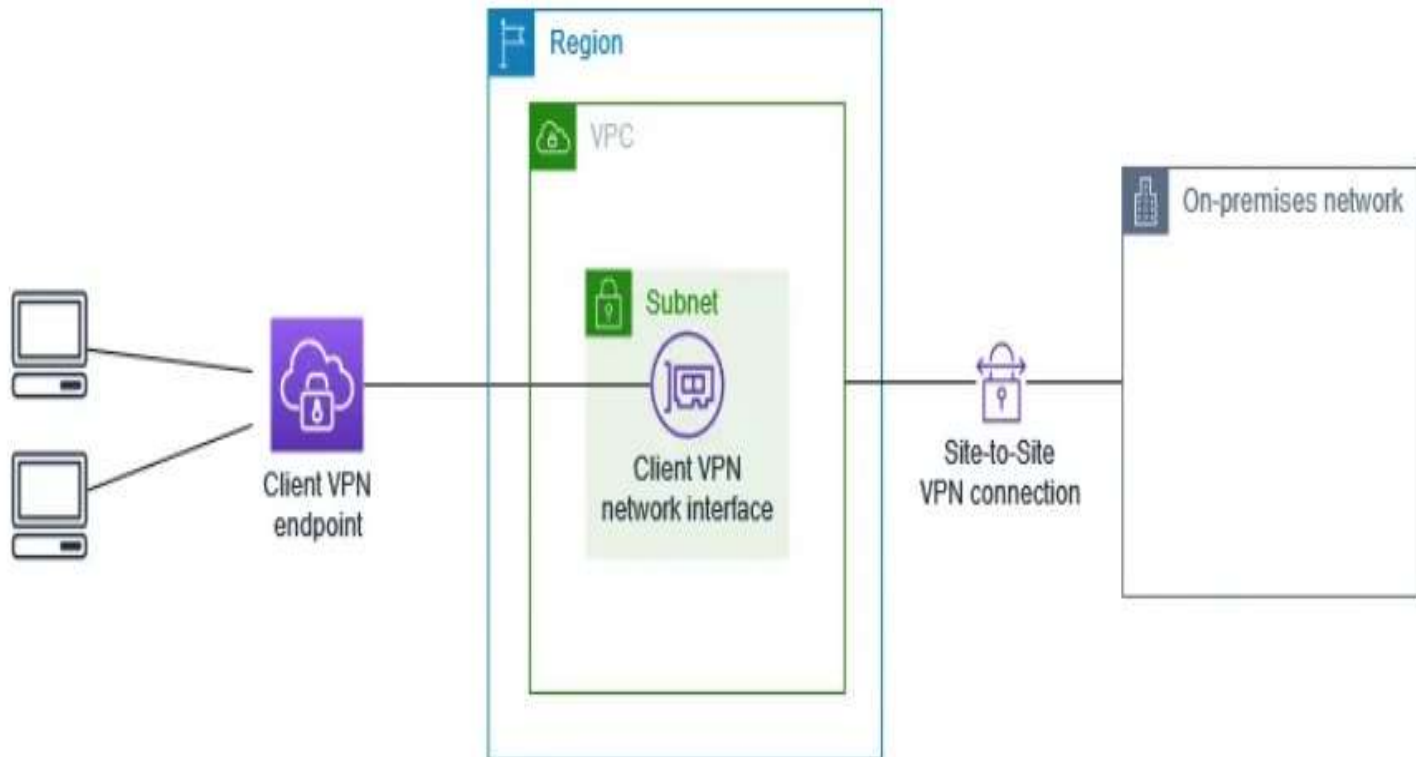 Region
VPC
On-premises network
Subnet
Client VPN
endpoint
Client VPN
network interface
Site-to-Site
VPN connection